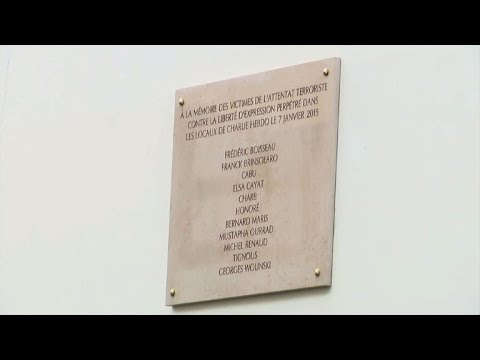 À LA MÉMOIRE DES VICTIMES DE L'ATTENTAT TERRORISTE
CONTRE LA LIBERTÉ D'EXPRESSION PERPÉTRÉ DANS
LES LOCAUX DE CHARLIE HEBDO LE 7 JANVIER 2015
FRÉDÉRIC BOISSEAU
FRANCK BRINSOLARO
CABU
ELSA CAYAT
CHARB
HONORÉ
BERNARD MARIS
MUSTAPHA OURRAD
MICHEL RENAUD
TIGNOUS
GEORGES WOLINSKI